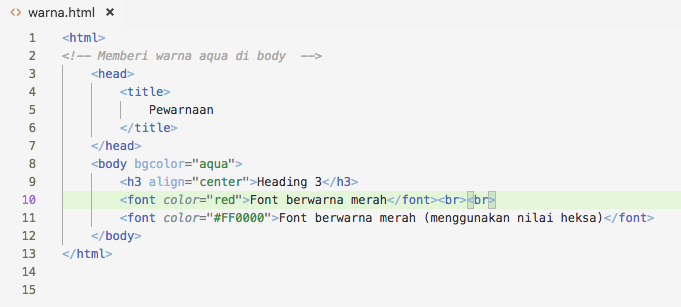 <> warna.html ×
1 <html>
2 <!-- Memberi warna aqua di body  -->
3     <head>
4         <title>
5             Pewarnaan
6         </title>
7     </head>
8     <body bgcolor="aqua">
9         <h3 align="center">Heading 3</h3>
10         <font color="red">Font berwarna merah</font><br><br>
11         <font color="#FF0000">Font berwarna merah (menggunakan nilai heksa)</font>
12     </body>
13 </html>
14
15